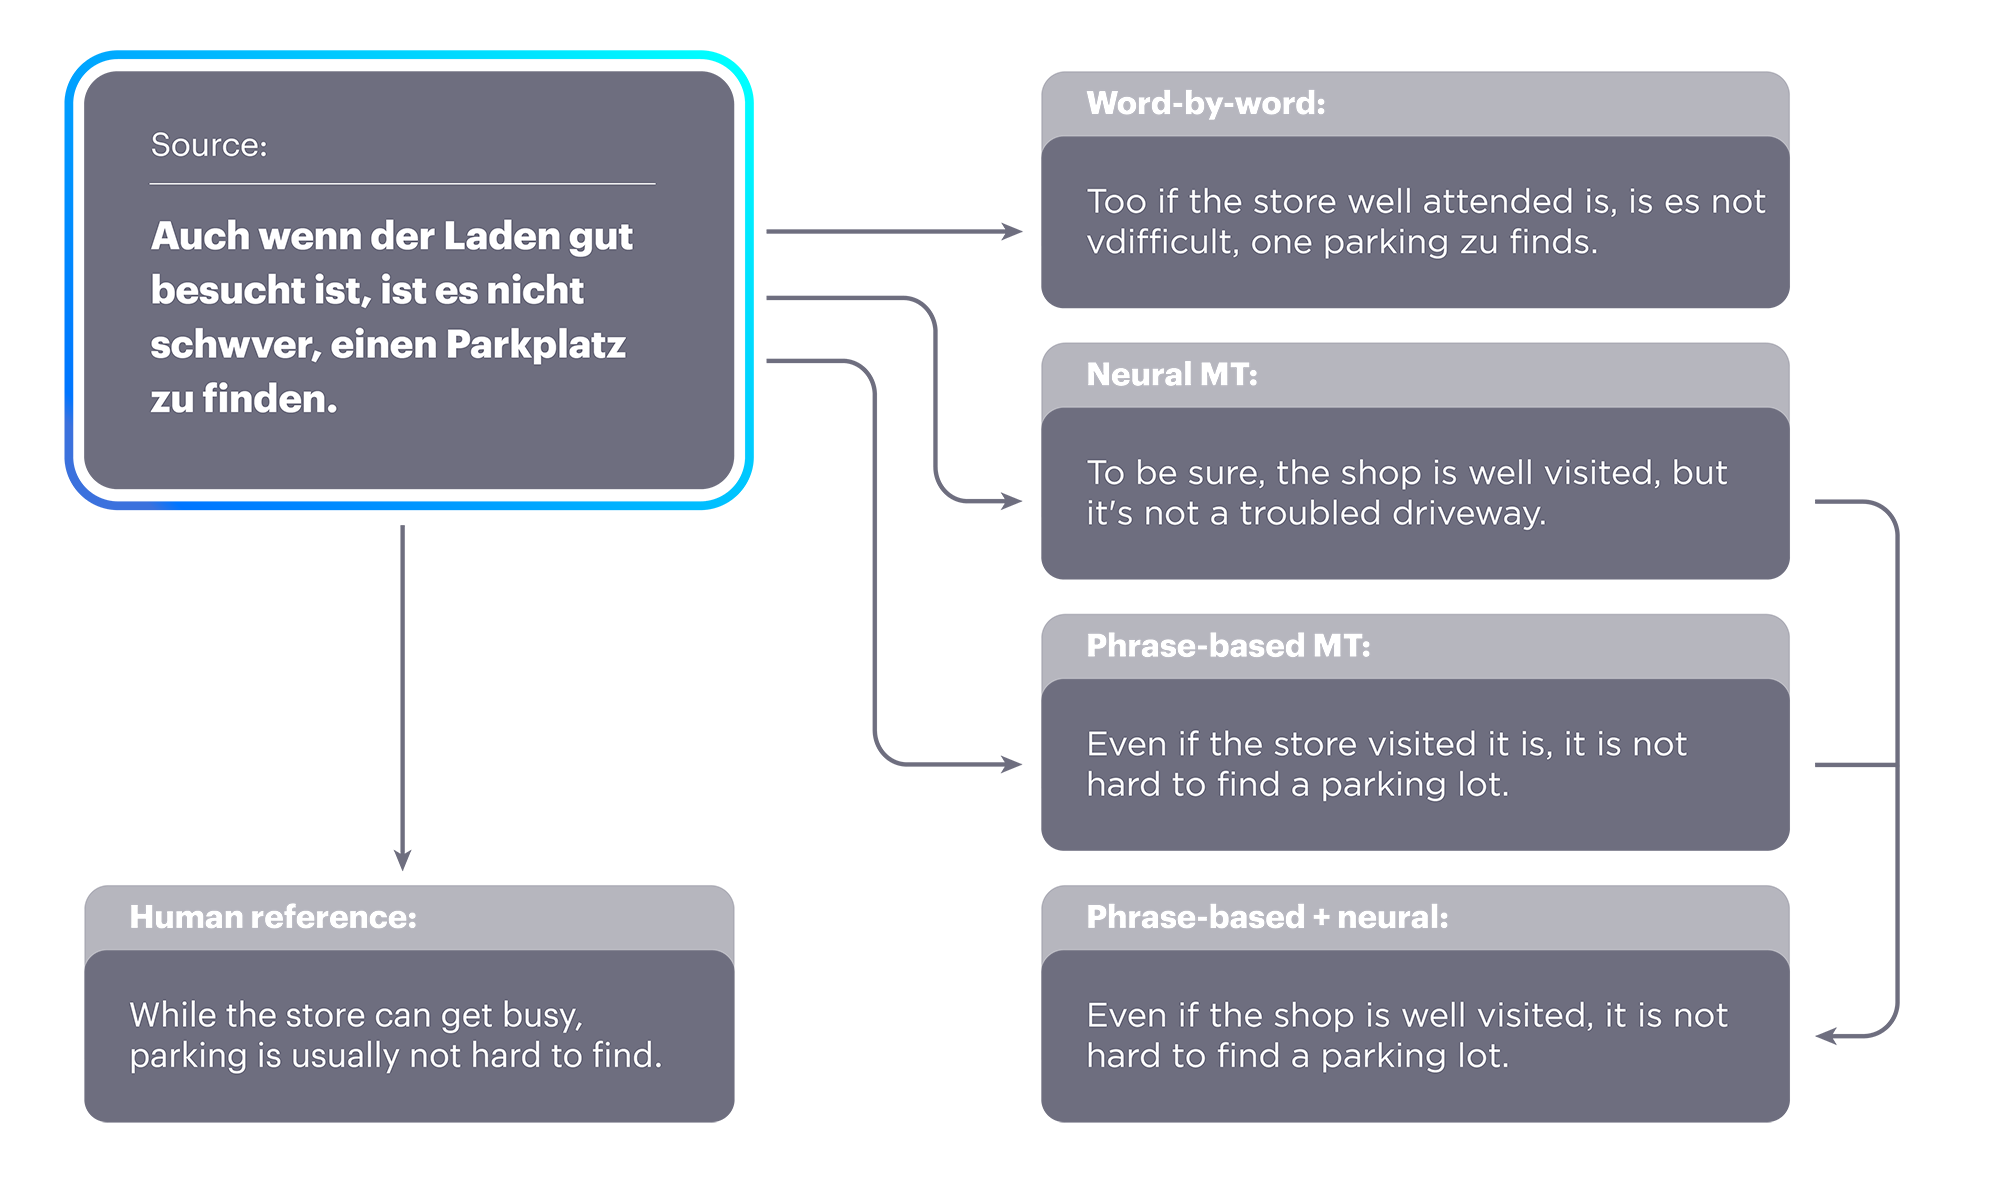 Source:
Auch wenn der Laden gut
besucht ist, ist es nicht
schwver, einen Parkplatz
zu finden.
Word-by-word:
Too if the store well attended is, is es not
vdifficult, one parking zu finds.
Neural MT:
To be sure, the shop is well visited, but
it's not a troubled driveway.
Phrase-based MT:
Even if the store visited it is, it is not
hard to find a parking lot.
Human reference:
While the store can get busy,
parking is usually not hard to find.
Phrase-based + neural:
Even if the shop is well visited, it is not
hard to find a parking lot.